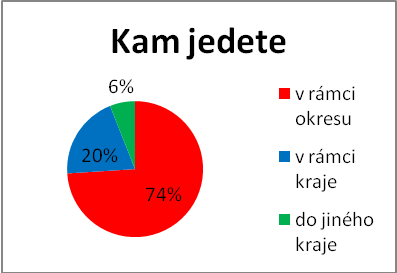 Kam jedete
6%
20%
74%
v rámci
okresu
v rámci
kraje
do jiného
kraje